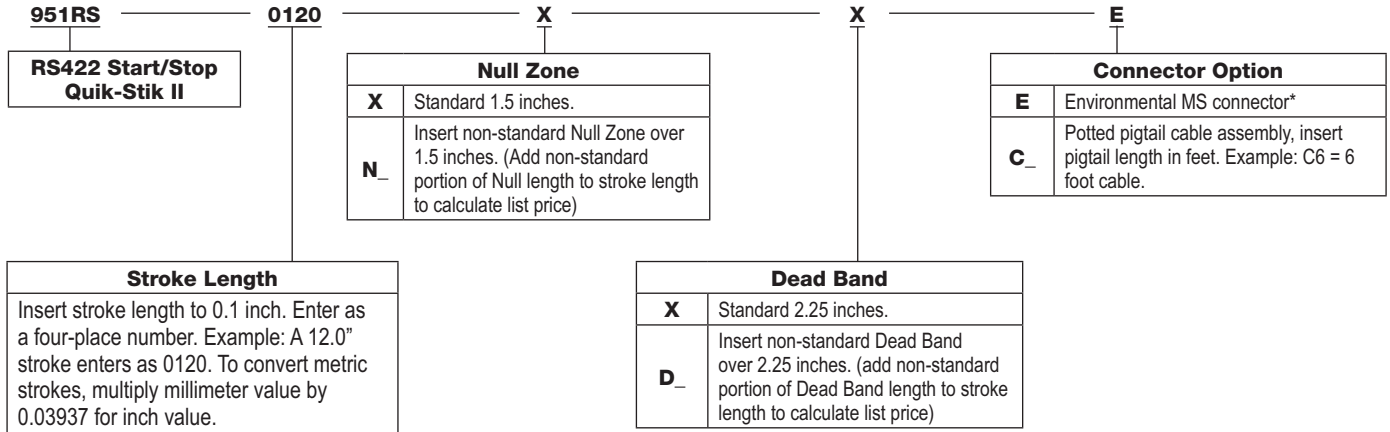 951RS 0120 X X E
RS422 Start/Stop
Quik-Stik II
Null Zone
X Standard 1.5 inches.
N_ Insert non-standard Null Zone over
1.5 inches. (Add non-standard
portion of Null length to stroke length
to calculate list price)
Connector Option
E Environmental MS connector*
C_ Potted pigtail cable assembly, insert
pigtail length in feet. Example: C6 = 6
foot cable.
Stroke Length
Insert stroke length to 0.1 inch. Enter as
a four-place number. Example: A 12.0”
stroke enters as 0120. To convert metric
strokes, multiply millimeter value by
0.03937 for inch value.
Dead Band
X Standard 2.25 inches.
D_ Insert non-standard Dead Band
over 2.25 inches. (add non-standard
portion of Dead Band length to stroke
length to calculate list price)